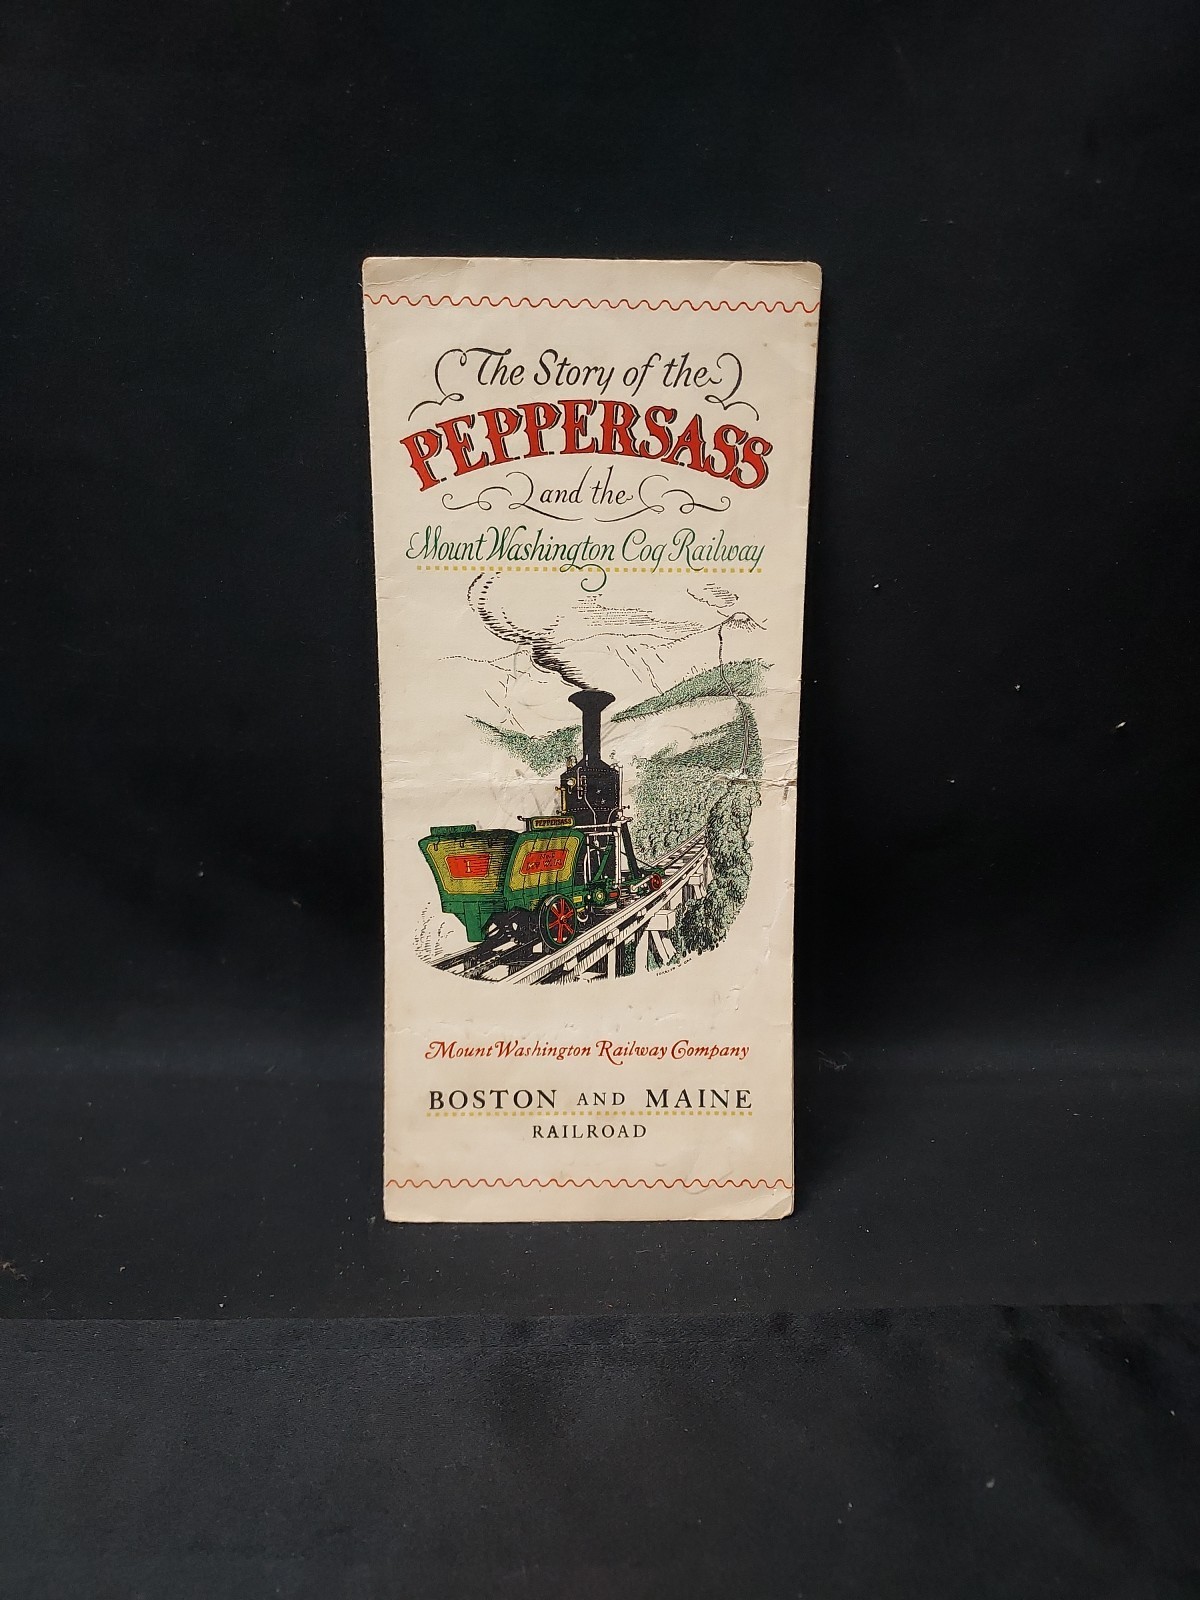 The Story of the
PEPPERSASS
and the
Mount Washington Cog Railway
PEPPERSASS
1
Mount Washington Railway Company
BOSTON AND MAINE
RAILROAD